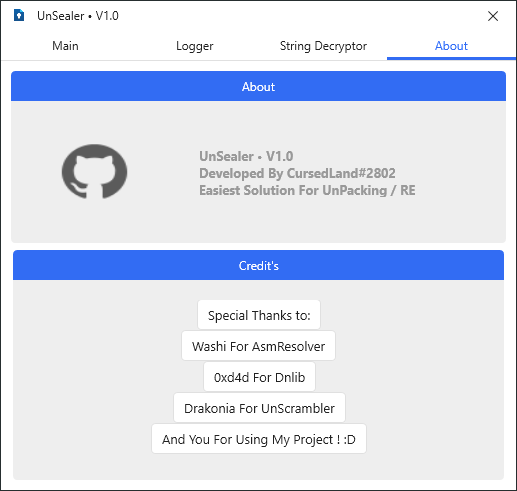 UnSealer • V1.0
Main
Logger
String Decryptor
About
About
UnSealer • V1.0
Developed By CursedLand#2802
Easiest Solution For UnPacking / RE
Credit's
Special Thanks to:
Washi For AsmResolver
0xd4d For Dnlib
Drakonia For UnScrambler
And You For Using My Project ! :D